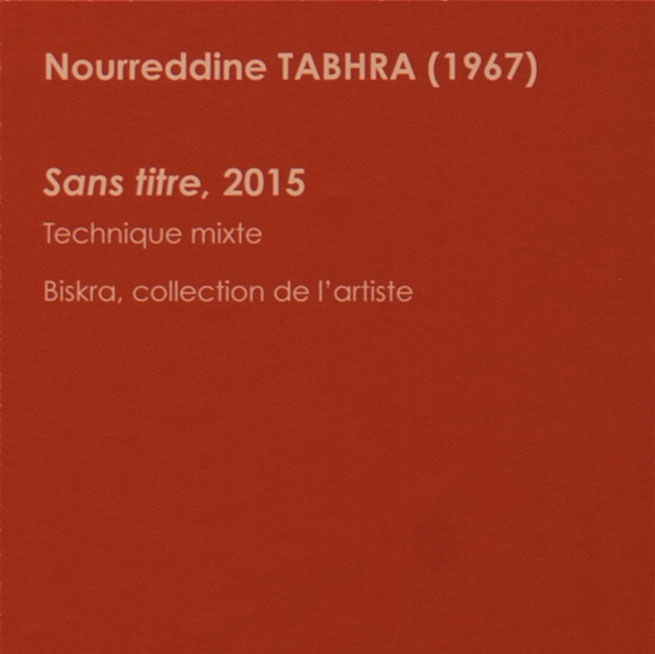 Nourreddine TABHRA (1967)
Sans titre, 2015
Technique mixte
Biskra, collection de l’artiste